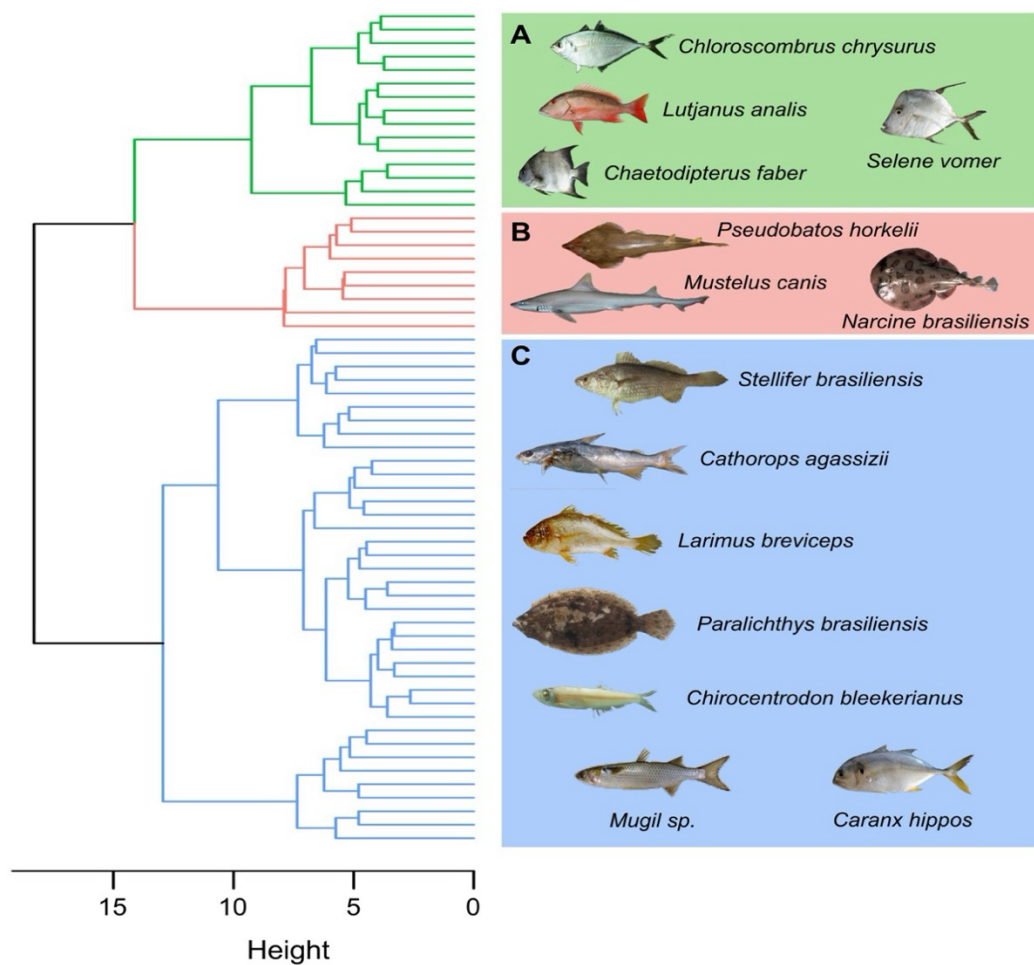 A
Chloroscombrus chrysurus
Lutjanus analis
Selene vomer
Chaetodipterus faber
B
Pseudobatos horkelii
Mustelus canis
Narcine brasiliensis
C
Stellifer brasiliensis
Cathorops agassizii
Larimus breviceps
Paralichthys brasiliensis
Chirocentrodon bleekerianus
Mugil sp.
Caranx hippos
15 10 5 0
Height